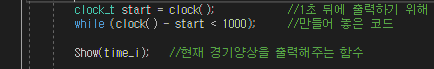 clock_t start = clock(); //1초 뒤에 출력하기 위해
while (clock() - start < 1000); //만들어 놓은 코드
Show(time_i); //현재 경기양상을 출력해주는 함수